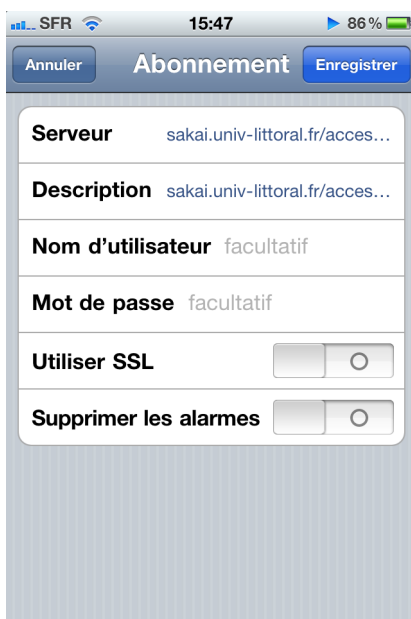 SFR 15:47 86 %
Annuler Abonnement Enregistrer
Serveur sakai.univ-littoral.fr/acces...
Description sakai.univ-littoral.fr/acces...
Nom d'utilisateur facultatif
Mot de passe facultatif
Utiliser SSL
Supprimer les alarmes